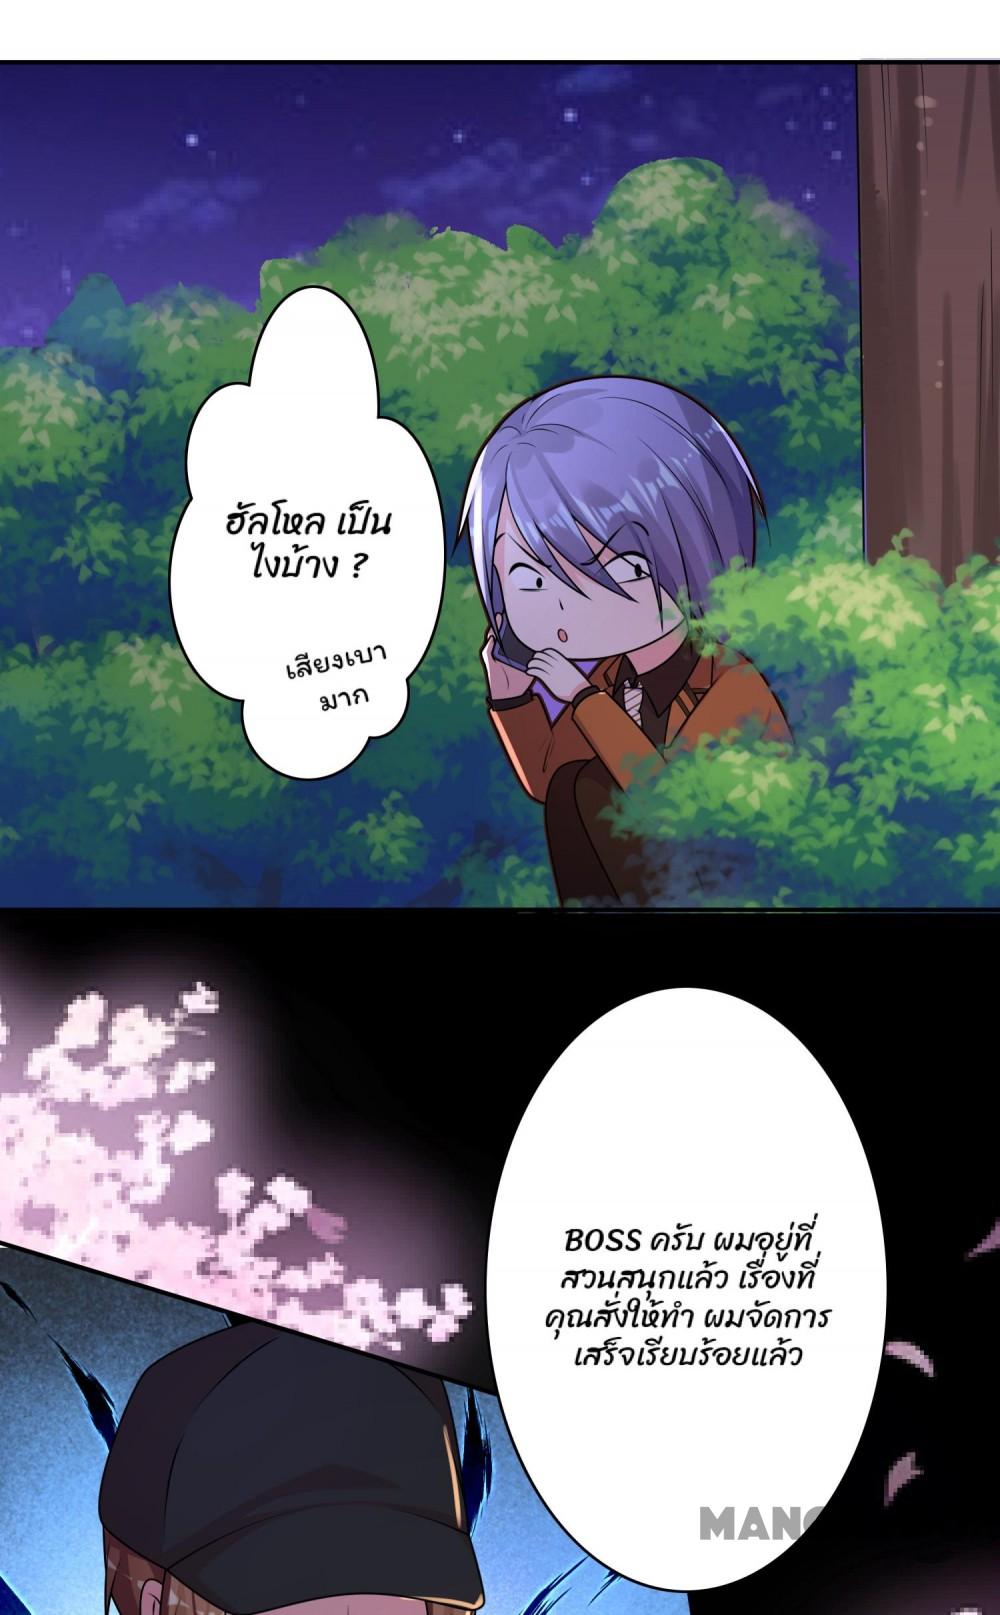 ฮัลโหล เป็น
ไงบ้าง ?
เสียงเบา
มาก
BOSS ครับ ผมอยู่ที่
สวนสนุกแล้ว เรื่องที่
คุณสั่งให้ทำ ผมจัดการ
เสร็จเรียบร้อยแล้ว